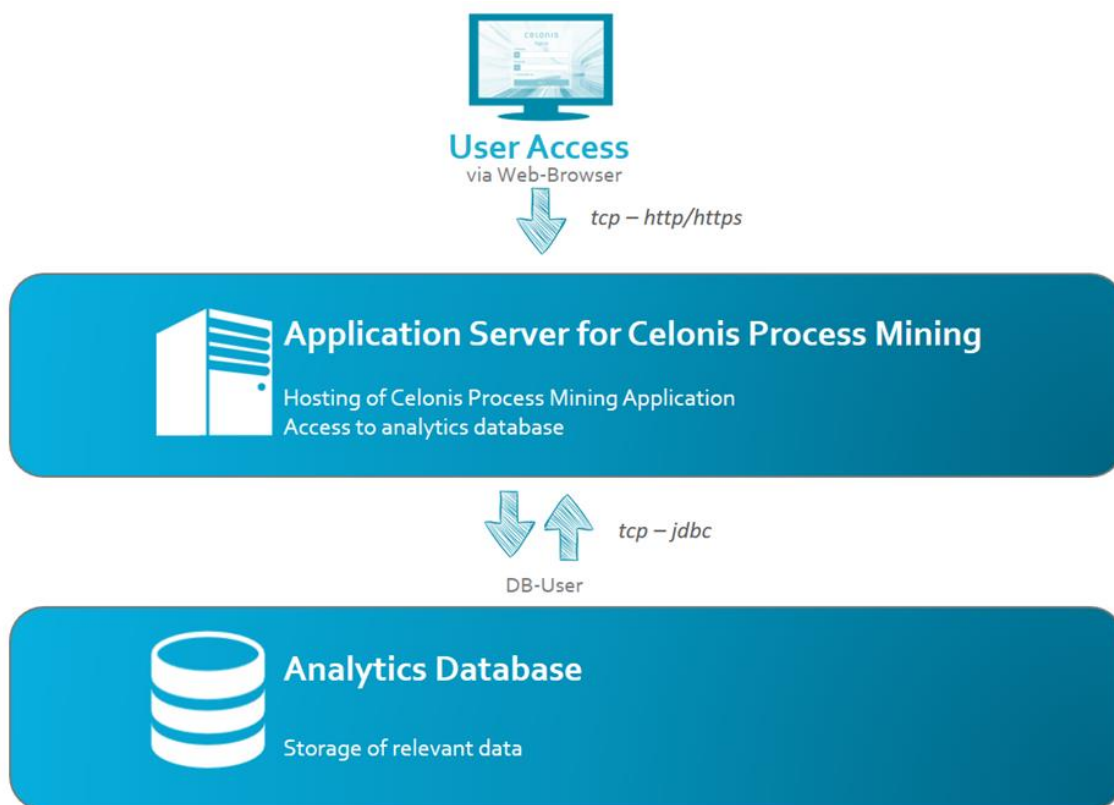 celonis
User Access
via Web-Browser
tcp – http/https
Application Server for Celonis Process Mining
Hosting of Celonis Process Mining Application
Access to analytics database
tcp – jdbc
DB-User
Analytics Database
Storage of relevant data